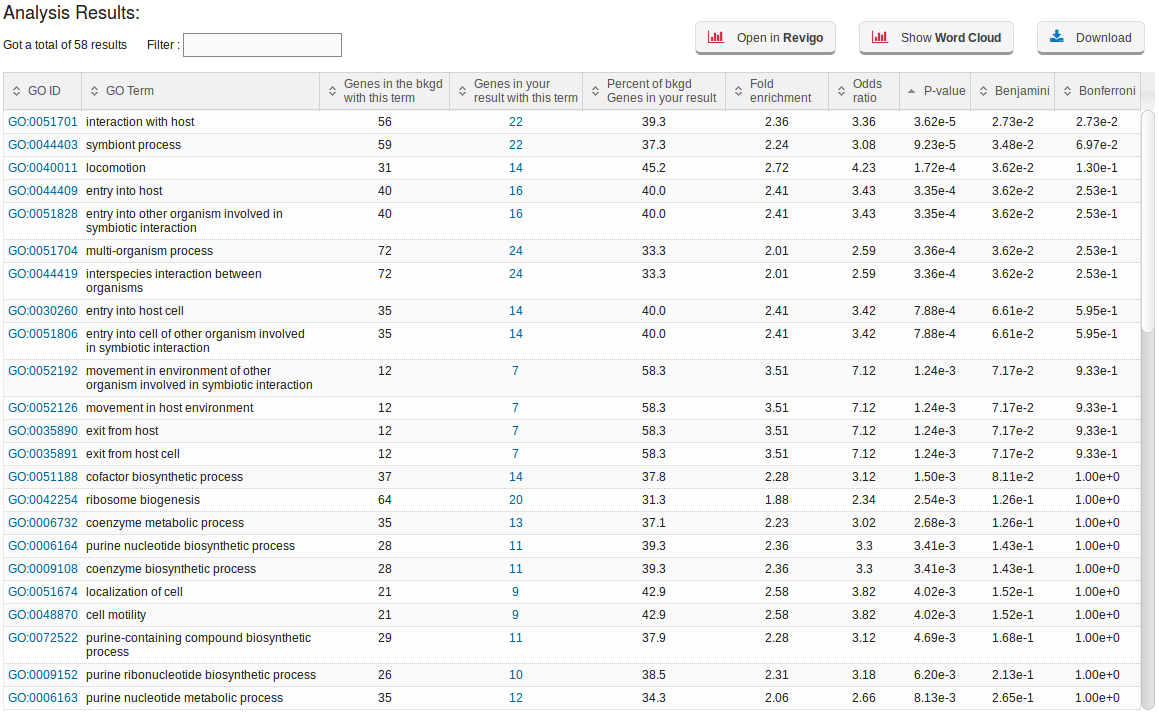 Analysis Results:
Got a total of 58 results Filter :
Open in Revigo Show Word Cloud Download
GO ID GO Term Genes in the bkgd with this term Genes in your result with this term Percent of bkgd Genes in your result Fold enrichment Odds ratio P-value Benjamini Bonferroni
GO:0051701 interaction with host 56 22 39.3 2.36 3.36 3.62e-5 2.73e-2 2.73e-2
GO:0044403 symbiont process 59 22 37.3 2.24 3.08 9.23e-5 3.48e-2 6.97e-2
GO:0040011 locomotion 31 14 45.2 2.72 4.23 1.72e-4 3.62e-2 1.30e-1
GO:0044409 entry into host 40 16 40.0 2.41 3.43 3.35e-4 3.62e-2 2.53e-1
GO:0051828 entry into other organism involved in 40 16 40.0 2.41 3.43 3.35e-4 3.62e-2 2.53e-1
symbiotic interaction
GO:0051704 multi-organism process 72 24 33.3 2.01 2.59 3.36e-4 3.62e-2 2.53e-1
GO:0044419 interspecies interaction between 72 24 33.3 2.01 2.59 3.36e-4 3.62e-2 2.53e-1
organisms
GO:0030260 entry into host cell 35 14 40.0 2.41 3.42 7.88e-4 6.61e-2 5.95e-1
GO:0051806 entry into cell of other organism involved 35 14 40.0 2.41 3.42 7.88e-4 6.61e-2 5.95e-1
in symbiotic interaction
GO:0052192 movement in environment of other 12 7 58.3 3.51 7.12 1.24e-3 7.17e-2 9.33e-1
organism involved in symbiotic interaction
GO:0052126 movement in host environment 12 7 58.3 3.51 7.12 1.24e-3 7.17e-2 9.33e-1
GO:0035890 exit from host 12 7 58.3 3.51 7.12 1.24e-3 7.17e-2 9.33e-1
GO:0035891 exit from host cell 12 7 58.3 3.51 7.12 1.24e-3 7.17e-2 9.33e-1
GO:0051188 cofactor biosynthetic process 37 14 37.8 2.28 3.12 1.50e-3 8.11e-2 1.00e+0
GO:0042254 ribosome biogenesis 64 20 31.3 1.88 2.34 2.54e-3 1.26e-1 1.00e+0
GO:0006732 coenzyme metabolic process 35 13 37.1 2.23 3.02 2.68e-3 1.26e-1 1.00e+0
GO:0006164 purine nucleotide biosynthetic process 28 11 39.3 2.36 3.3 3.41e-3 1.43e-1 1.00e+0
GO:0009108 coenzyme biosynthetic process 28 11 39.3 2.36 3.3 3.41e-3 1.43e-1 1.00e+0
GO:0051674 localization of cell 21 9 42.9 2.58 3.82 4.02e-3 1.52e-1 1.00e+0
GO:0048870 cell motility 21 9 42.9 2.58 3.82 4.02e-3 1.52e-1 1.00e+0
GO:0072522 purine-containing compound biosynthetic 29 11 37.9 2.28 3.12 4.69e-3 1.68e-1 1.00e+0
process
GO:0009152 purine ribonucleotide biosynthetic process 26 10 38.5 2.31 3.18 6.20e-3 2.13e-1 1.00e+0
GO:0006163 purine nucleotide metabolic process 35 12 34.3 2.06 2.66 8.13e-3 2.65e-1 1.00e+0